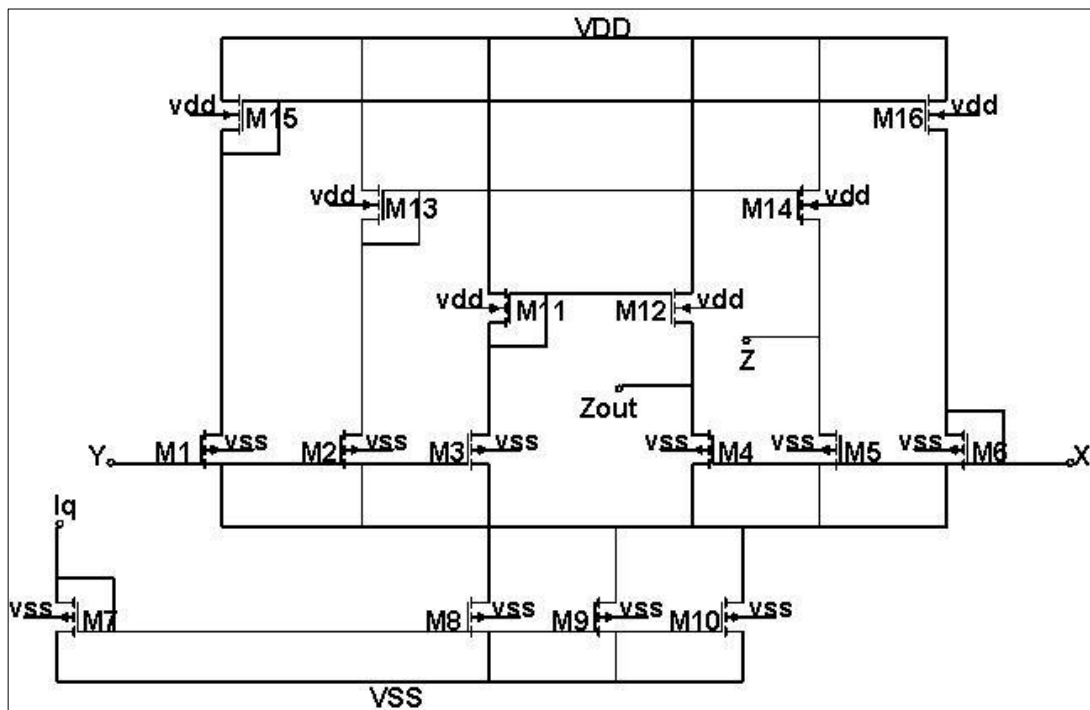 VDD
vdd M15 M16 vdd
vdd M13 M14 vdd
vdd M11 M12 vdd
Z
Zout
Y M1 vss M2 vss M3 vss vss M4 vss M5 vss M6 X
Iq
vss M7 M8 vss M9 vss M10 vss
VSS